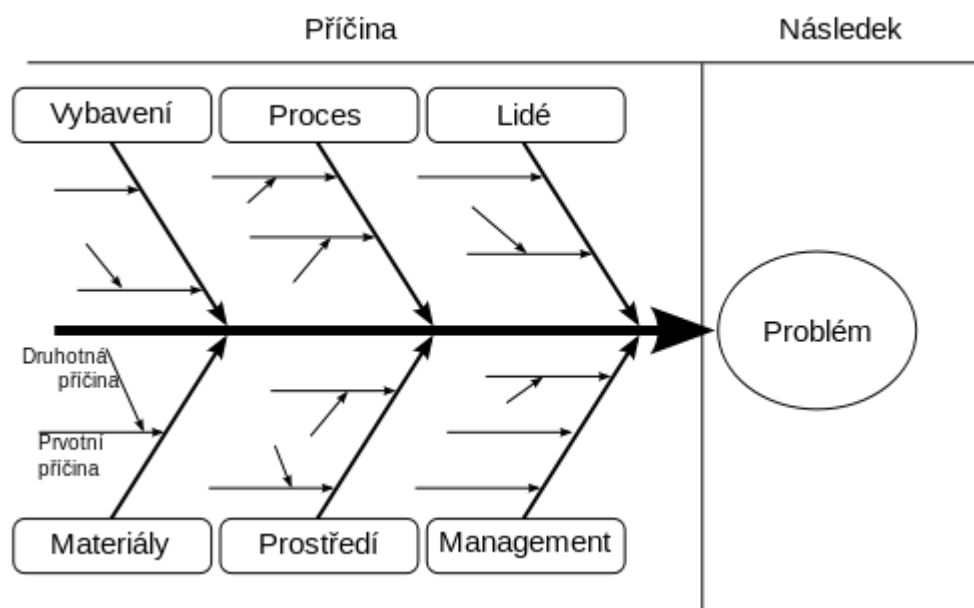 Příčina
Následek
Vybavení
Proces
Lidé
Problém
Druhotná
příčina
Prvotní
příčina
Materiály
Prostředí
Management